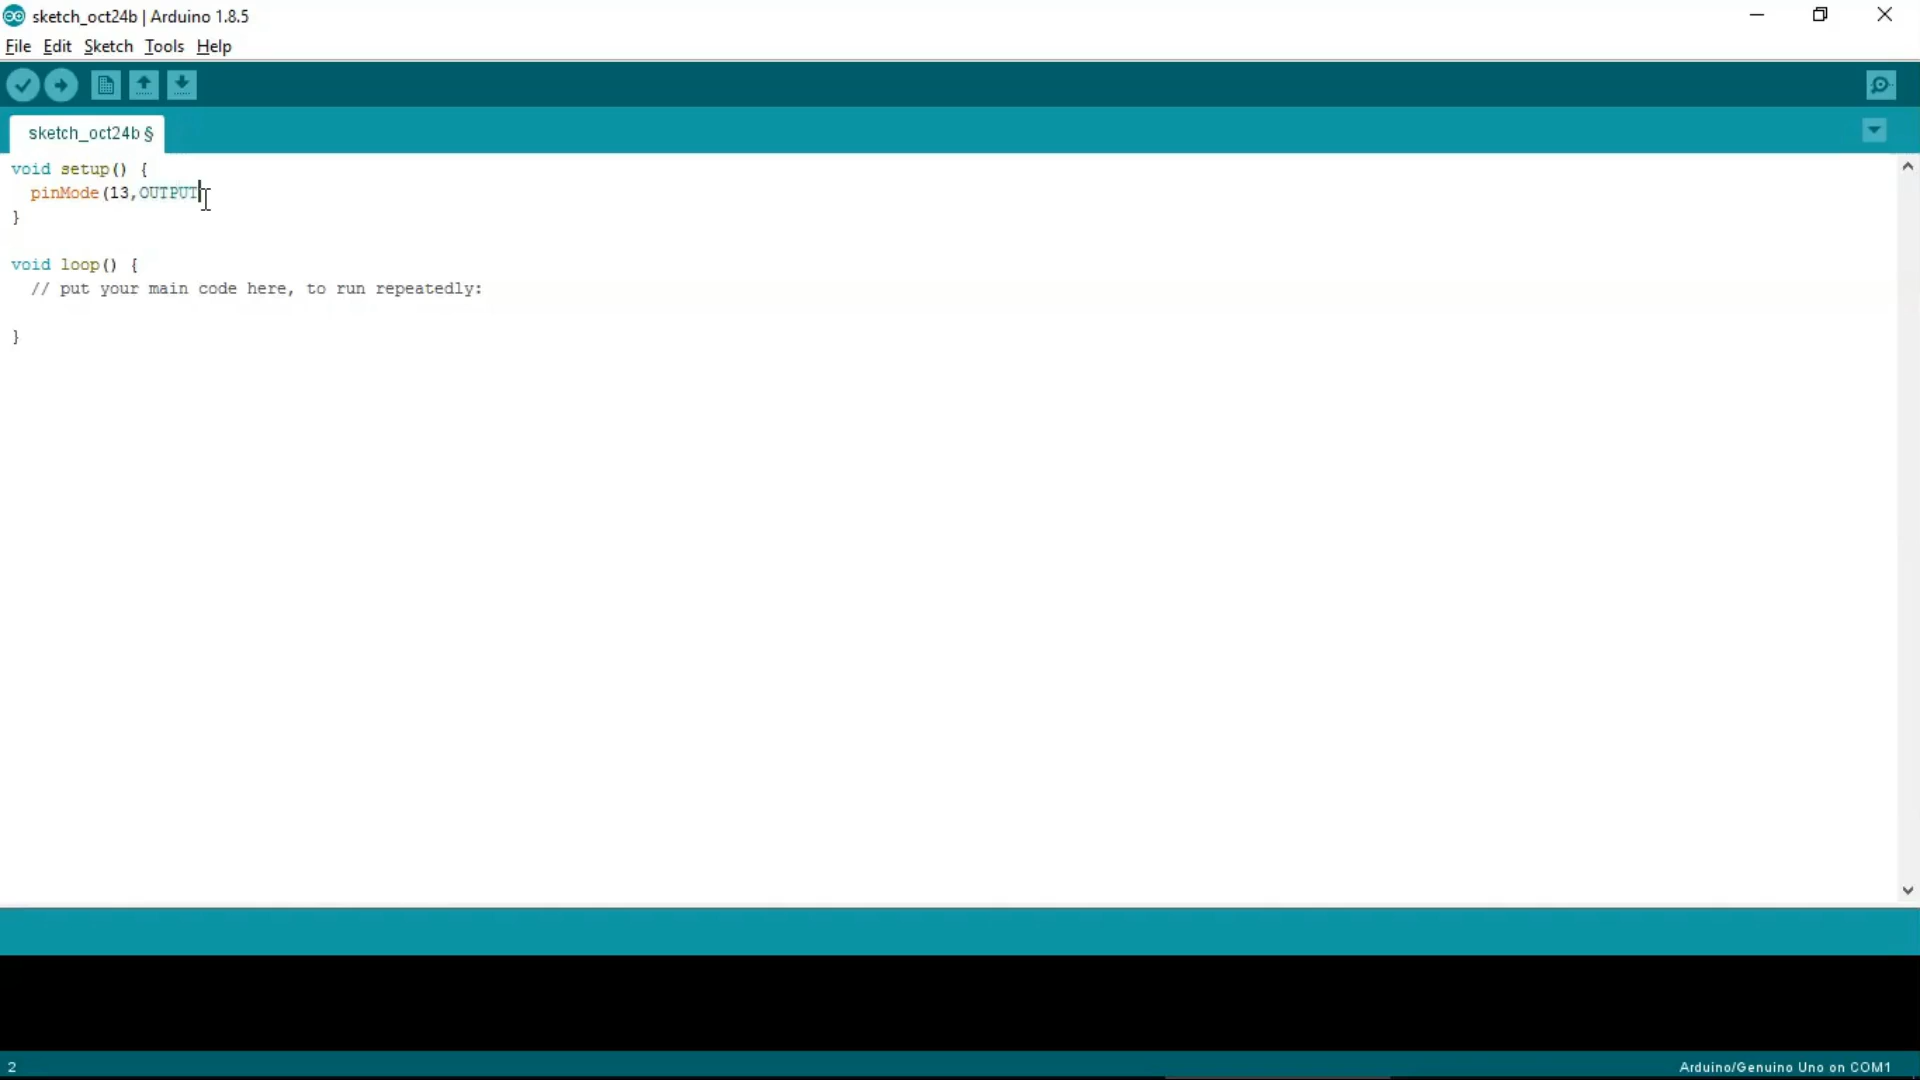 sketch_oct24b | Arduino 1.8.5
File Edit Sketch Tools Help
sketch_oct24b §
void setup() {
  pinMode(13,OUTPUT
}
void loop() {
  // put your main code here, to run repeatedly:
}
2
Arduino/Genuino Uno on COM1